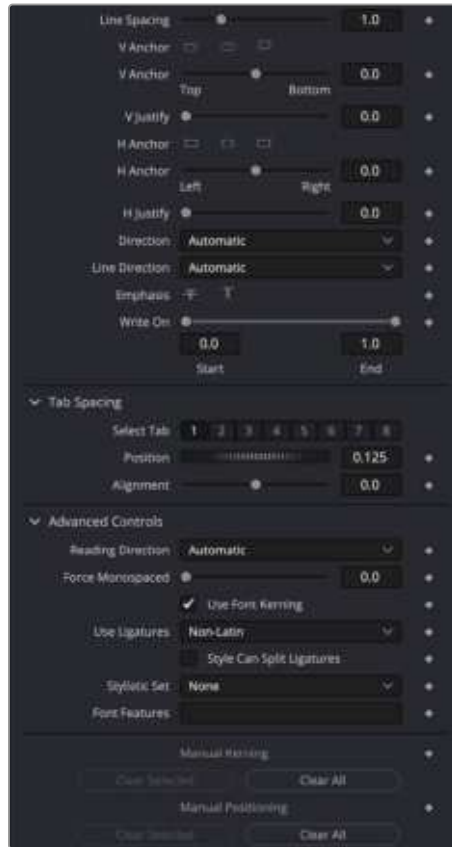 Line Spacing 1.0
V Anchor
V Anchor 0.0
Top Bottom
V Justify 0.0
H Anchor
H Anchor 0.0
Left Right
H Justify 0.0
Direction Automatic
Line Direction Automatic
Emphasis T T
Write On
0.0 1.0
Start End
Tab Spacing
Select Tab 1 2 3 4 5 6 7 8
Position 0.125
Alignment 0.0
Advanced Controls
Reading Direction Automatic
Force Monospaced 0.0
Use Font Kerning
Use Ligatures Non-Latin
Style Can Split Ligatures
Stylistic Set None
Font Features
Manual Kerning
Clear Selected Clear All
Manual Positioning
Clear Selected Clear All